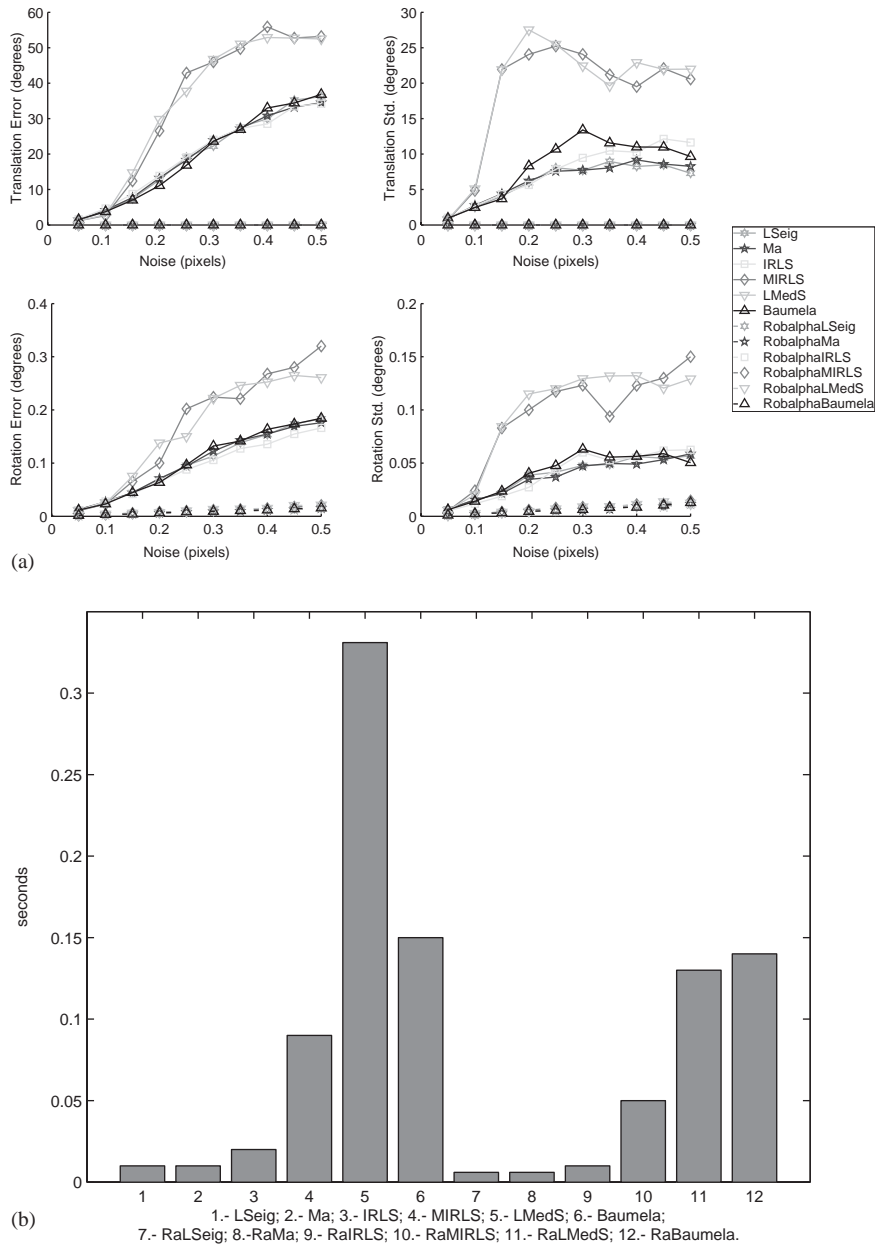 60
50
40
30
20
10
0
Translation Error (degrees)
0 0.1 0.2 0.3 0.4 0.5
Noise (pixels)
30
25
20
15
10
5
0
Translation Std. (degrees)
0 0.1 0.2 0.3 0.4 0.5
Noise (pixels)
LSeig
Ma
IRLS
MIRLS
LMedS
Baumela
RobalphaLSeig
RobalphaMa
RobalphaIRLS
RobalphaMIRLS
RobalphaLMedS
RobalphaBaumela
0.4
0.3
0.2
0.1
0
Rotation Error (degrees)
0 0.1 0.2 0.3 0.4 0.5
Noise (pixels)
0.2
0.15
0.1
0.05
0
Rotation Std. (degrees)
0 0.1 0.2 0.3 0.4 0.5
Noise (pixels)
(a)
0.3
0.25
0.2
0.15
0.1
0.05
0
seconds
1 2 3 4 5 6 7 8 9 10 11 12
1.- LSeig; 2.- Ma; 3.- IRLS; 4.- MIRLS; 5.- LMedS; 6.- Baumela;
7.- RaLSeig; 8.-RaMa; 9.- RaIRLS; 10.- RaMIRLS; 11.- RaLMedS; 12.- RaBaumela.
(b)